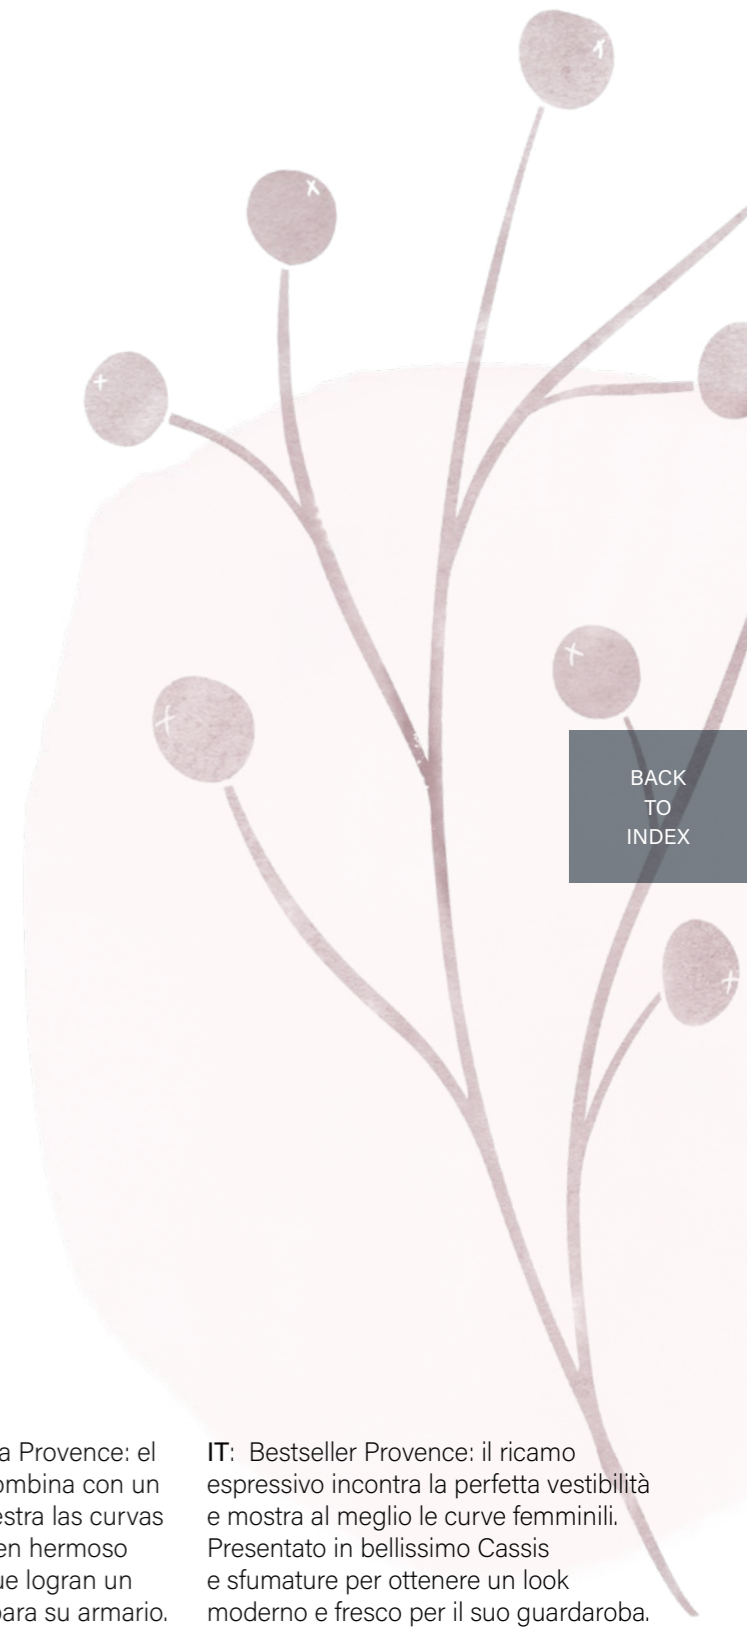 BACK
TO
INDEX
a Provence: el
ombina con un
estra las curvas
en hermoso
ue logran un
para su armario.
IT: Bestseller Provence: il ricamo
espressivo incontra la perfetta vestibilità
e mostra al meglio le curve femminili.
Presentato in bellissimo Cassis
e sfumature per ottenere un look
moderno e fresco per il suo guardaroba.